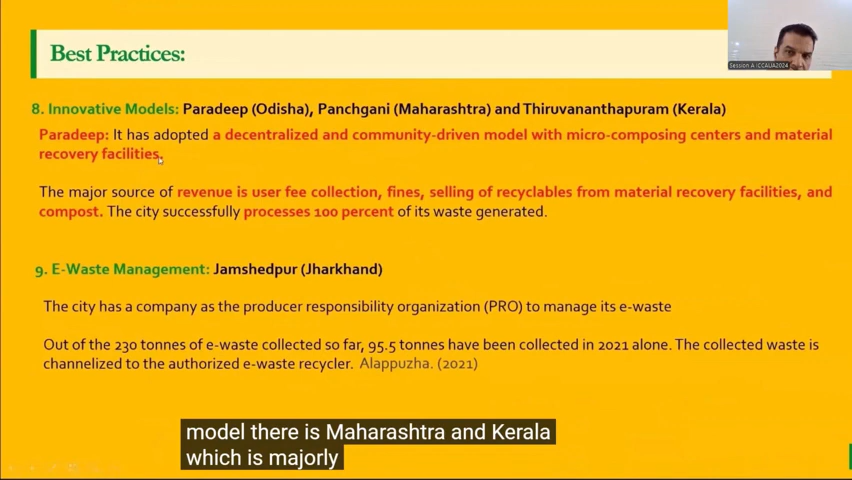 Session A ICCAUA2024
Best Practices:
8. Innovative Models: Paradeep (Odisha), Panchgani (Maharashtra) and Thiruvananthapuram (Kerala)
Paradeep: It has adopted a decentralized and community-driven model with micro-composing centers and material
recovery facilities.
The major source of revenue is user fee collection, fines, selling of recyclables from material recovery facilities, and
compost. The city successfully processes 100 percent of its waste generated.
9. E-Waste Management: Jamshedpur (Jharkhand)
The city has a company as the producer responsibility organization (PRO) to manage its e-waste
Out of the 230 tonnes of e-waste collected so far, 95.5 tonnes have been collected in 2021 alone. The collected waste is
channelized to the authorized e-waste recycler. Alappuzha. (2021)
model there is Maharashtra and Kerala
which is majorly